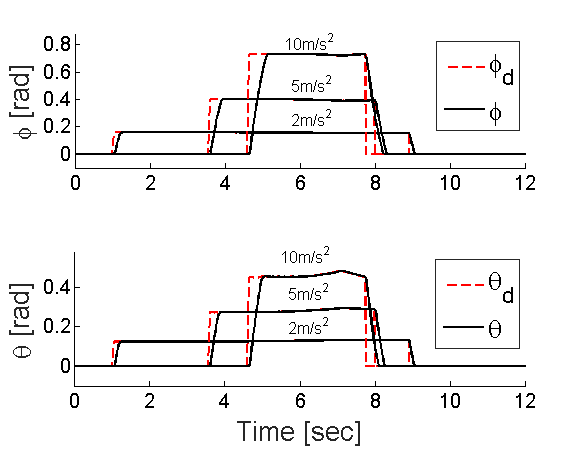 0.8
0.6
0.4
0.2
0
ϕ [rad]
10m/s²
5m/s²
2m/s²
ϕd
ϕ
0 2 4 6 8 10 12
0.4
0.2
0
θ [rad]
10m/s²
5m/s²
2m/s²
θd
θ
0 2 4 6 8 10 12
Time [sec]